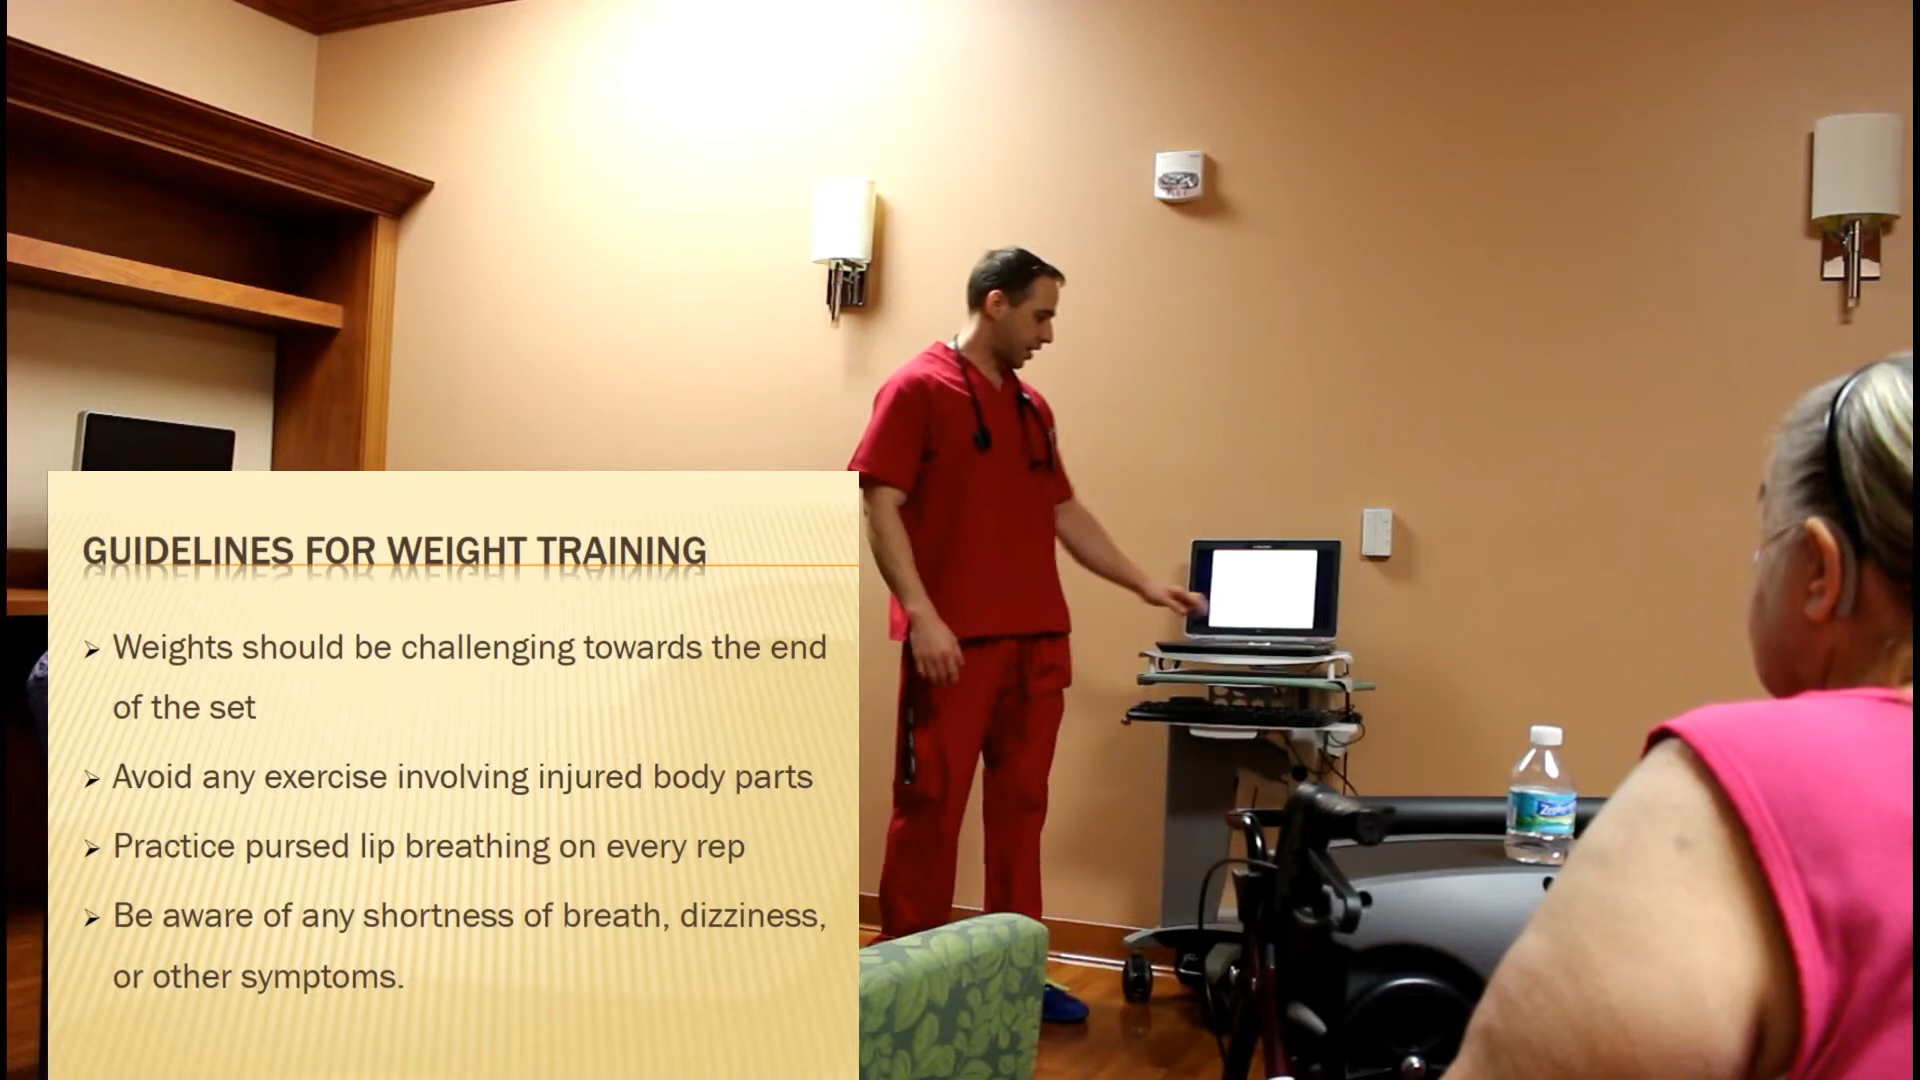 GUIDELINES FOR WEIGHT TRAINING
➢ Weights should be challenging towards the end
of the set
➢ Avoid any exercise involving injured body parts
➢ Practice pursed lip breathing on every rep
➢ Be aware of any shortness of breath, dizziness,
or other symptoms.